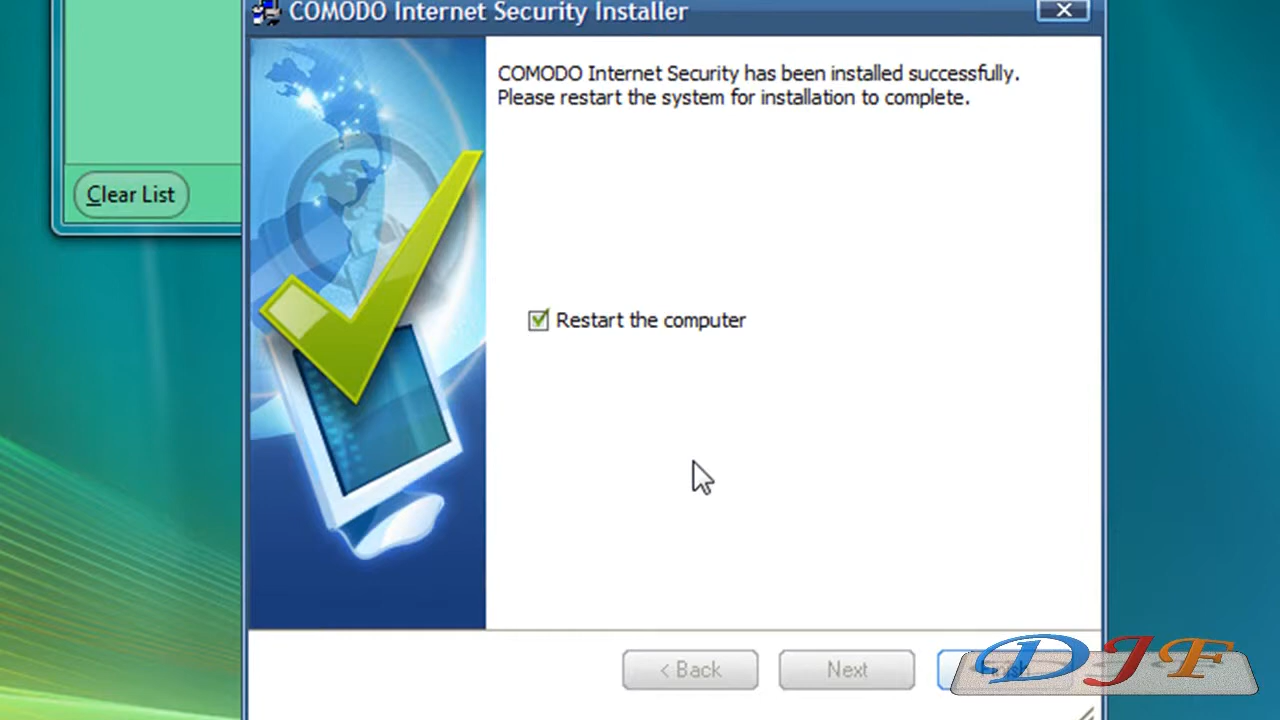 COMODO Internet Security Installer
COMODO Internet Security has been installed successfully.
Please restart the system for installation to complete.
Clear List
Restart the computer
< Back
Next
Finish
DJF